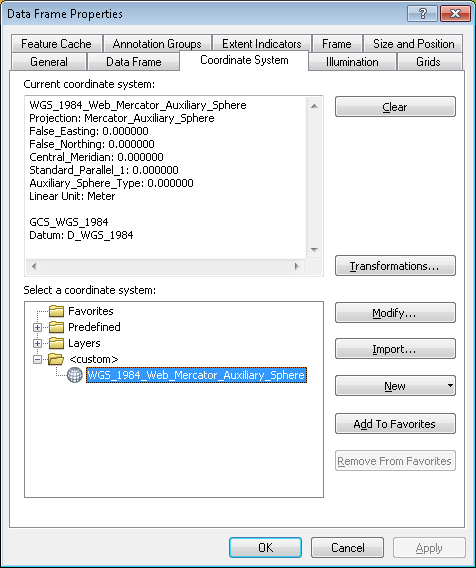 Data Frame Properties
Feature Cache Annotation Groups Extent Indicators Frame Size and Position
General Data Frame Coordinate System Illumination Grids
Current coordinate system:
WGS_1984_Web_Mercator_Auxiliary_Sphere
Projection: Mercator_Auxiliary_Sphere
False_Easting: 0.000000
False_Northing: 0.000000
Central_Meridian: 0.000000
Standard_Parallel_1: 0.000000
Auxiliary_Sphere_Type: 0.000000
Linear Unit: Meter
GCS_WGS_1984
Datum: D_WGS_1984
Clear
Transformations...
Select a coordinate system:
Favorites
Predefined
Layers
<custom>
WGS_1984_Web_Mercator_Auxiliary_Sphere
Modify...
Import...
New
Add To Favorites
Remove From Favorites
OK Cancel Apply